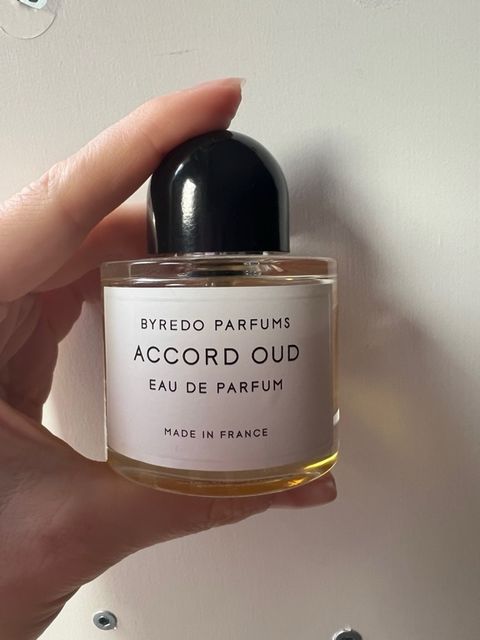 BYREDO PARFUMS
ACCORD OUD
EAU DE PARFUM
MADE IN FRANCE